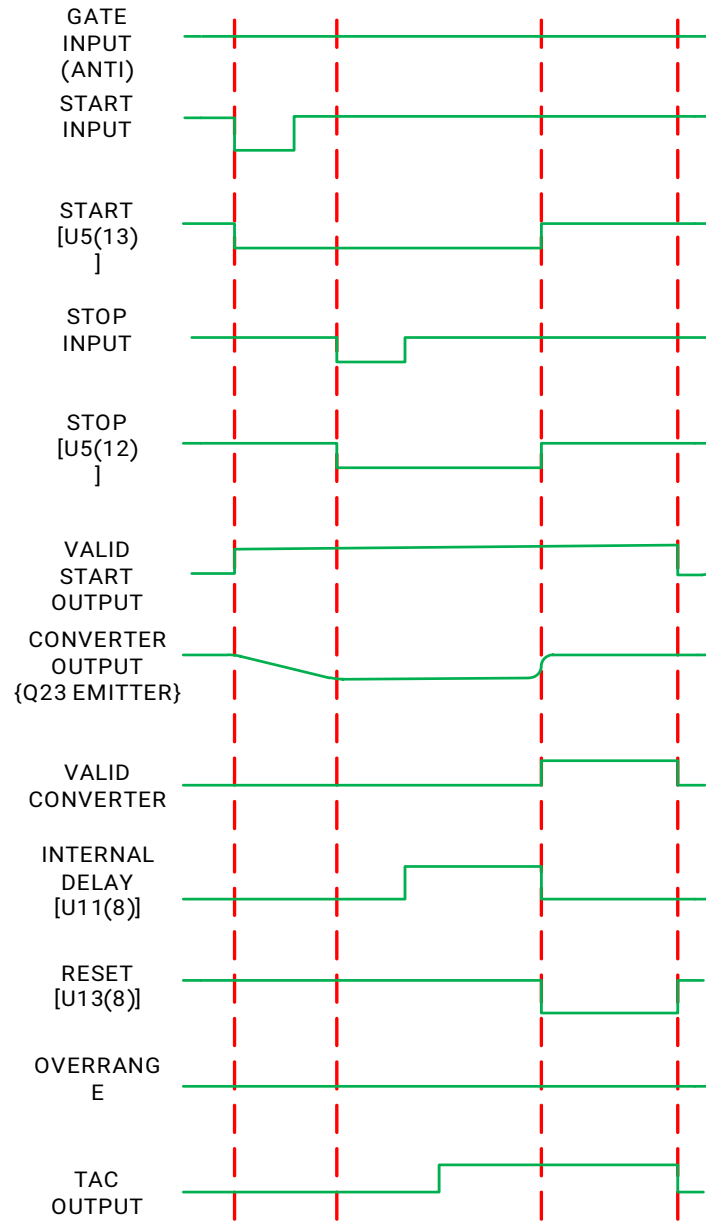 GATE
INPUT
(ANTI)
START
INPUT
START
[U5(13)
]
STOP
INPUT
STOP
[U5(12)
]
VALID
START
OUTPUT
CONVERTER
OUTPUT
{Q23 EMITTER}
VALID
CONVERTER
INTERNAL
DELAY
[U11(8)]
RESET
[U13(8)]
OVERRANG
E
TAC
OUTPUT